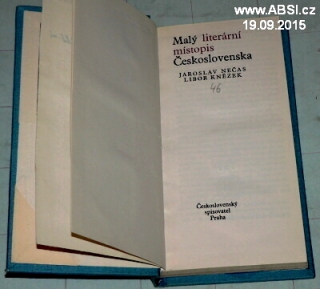 www.ABSI.cz
19.09.2015
Malý literární
místopis
Československa
JAROSLAV NEČAS
LIBOR KNĚZEK
46
Československý
spisovatel
Praha